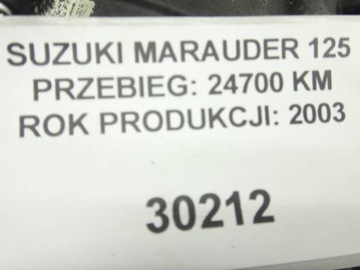 SUZUKI MARAUDER 125
PRZEBIEG: 24700 KM
ROK PRODUKCJI: 2003
30212